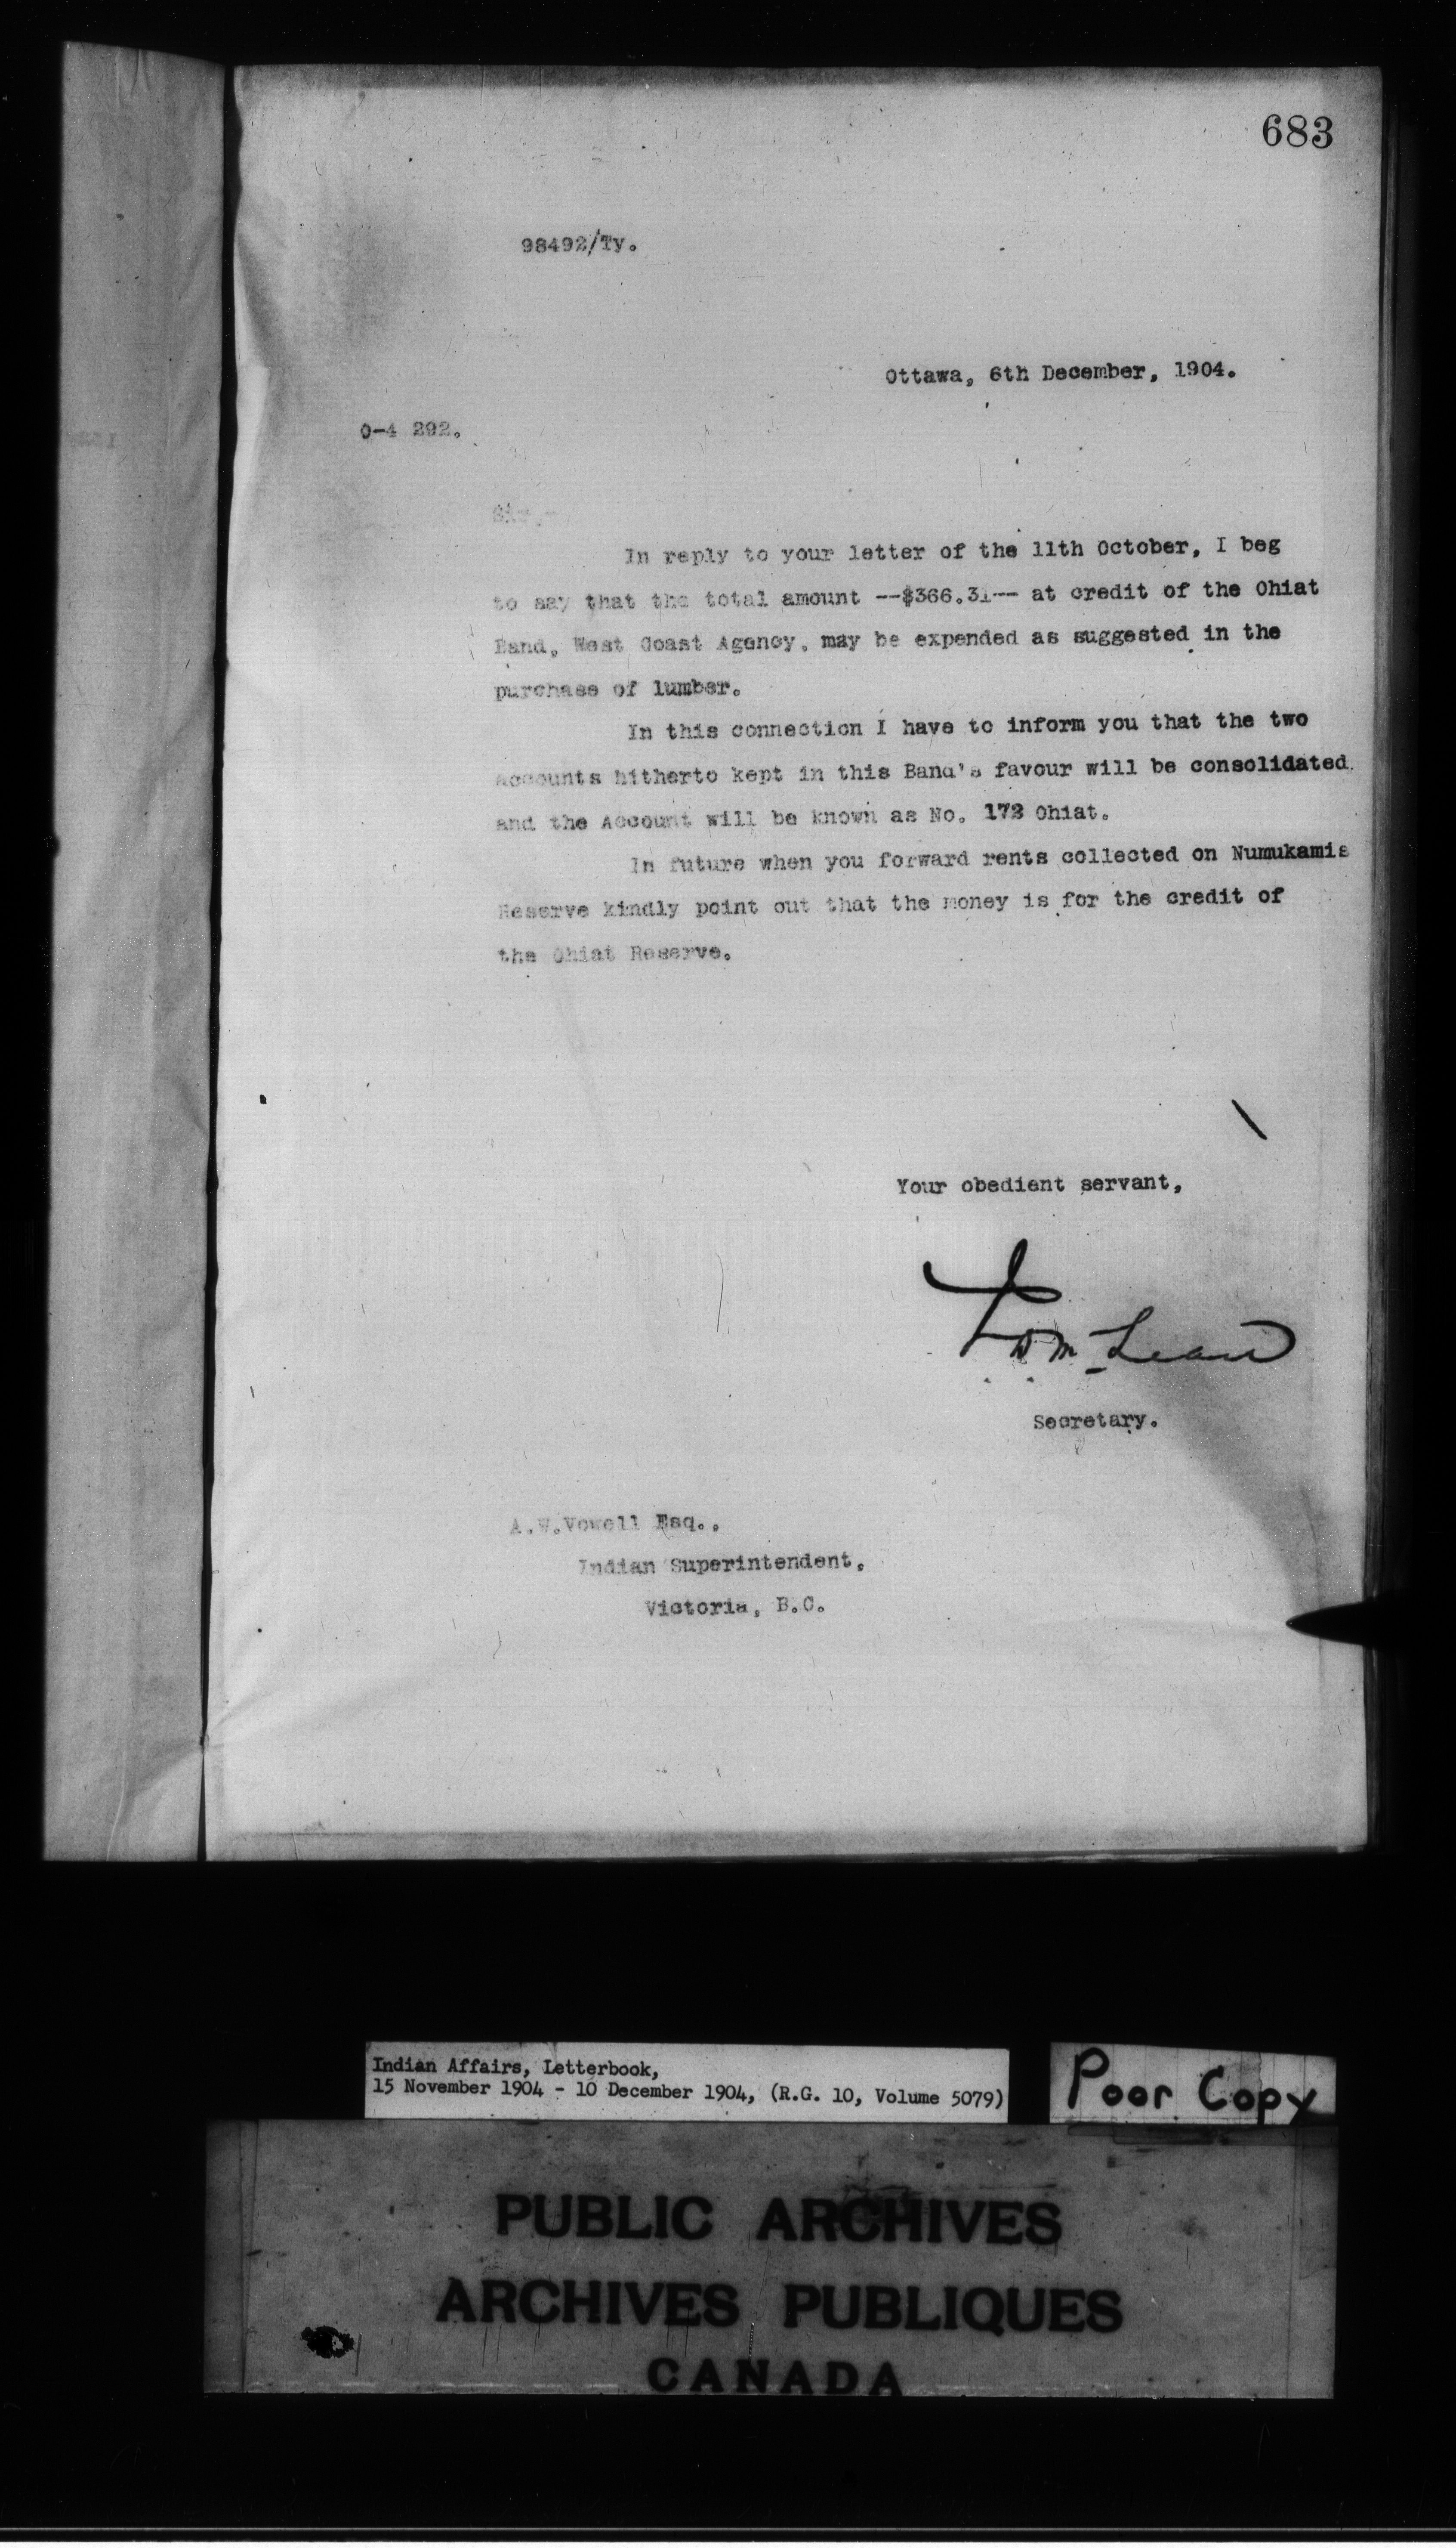 683
98492/Ty.
Ottawa, 6th December, 1904.
O-4 292.
Sir,-
In reply to your letter of the 11th October, I beg
to say that the total amount --$366.31-- at credit of the Ohiat
Band, West Coast Agency, may be expended as suggested in the
purchase of lumber.
In this connection I have to inform you that the two
accounts hitherto kept in this Band's favour will be consolidated
and the Account will be known as No. 172 Ohiat.
In future when you forward rents collected on Numukamis
Reserve kindly point out that the money is for the credit of
the Ohiat Reserve.
Your obedient servant,
Secretary.
A.W.Vowell Esq.,
Indian Superintendent,
Victoria, B.C.
Indian Affairs, Letterbook,
15 November 1904 - 10 December 1904, (R.G. 10, Volume 5079)
Poor Copy
PUBLIC ARCHIVES
ARCHIVES PUBLIQUES
CANADA